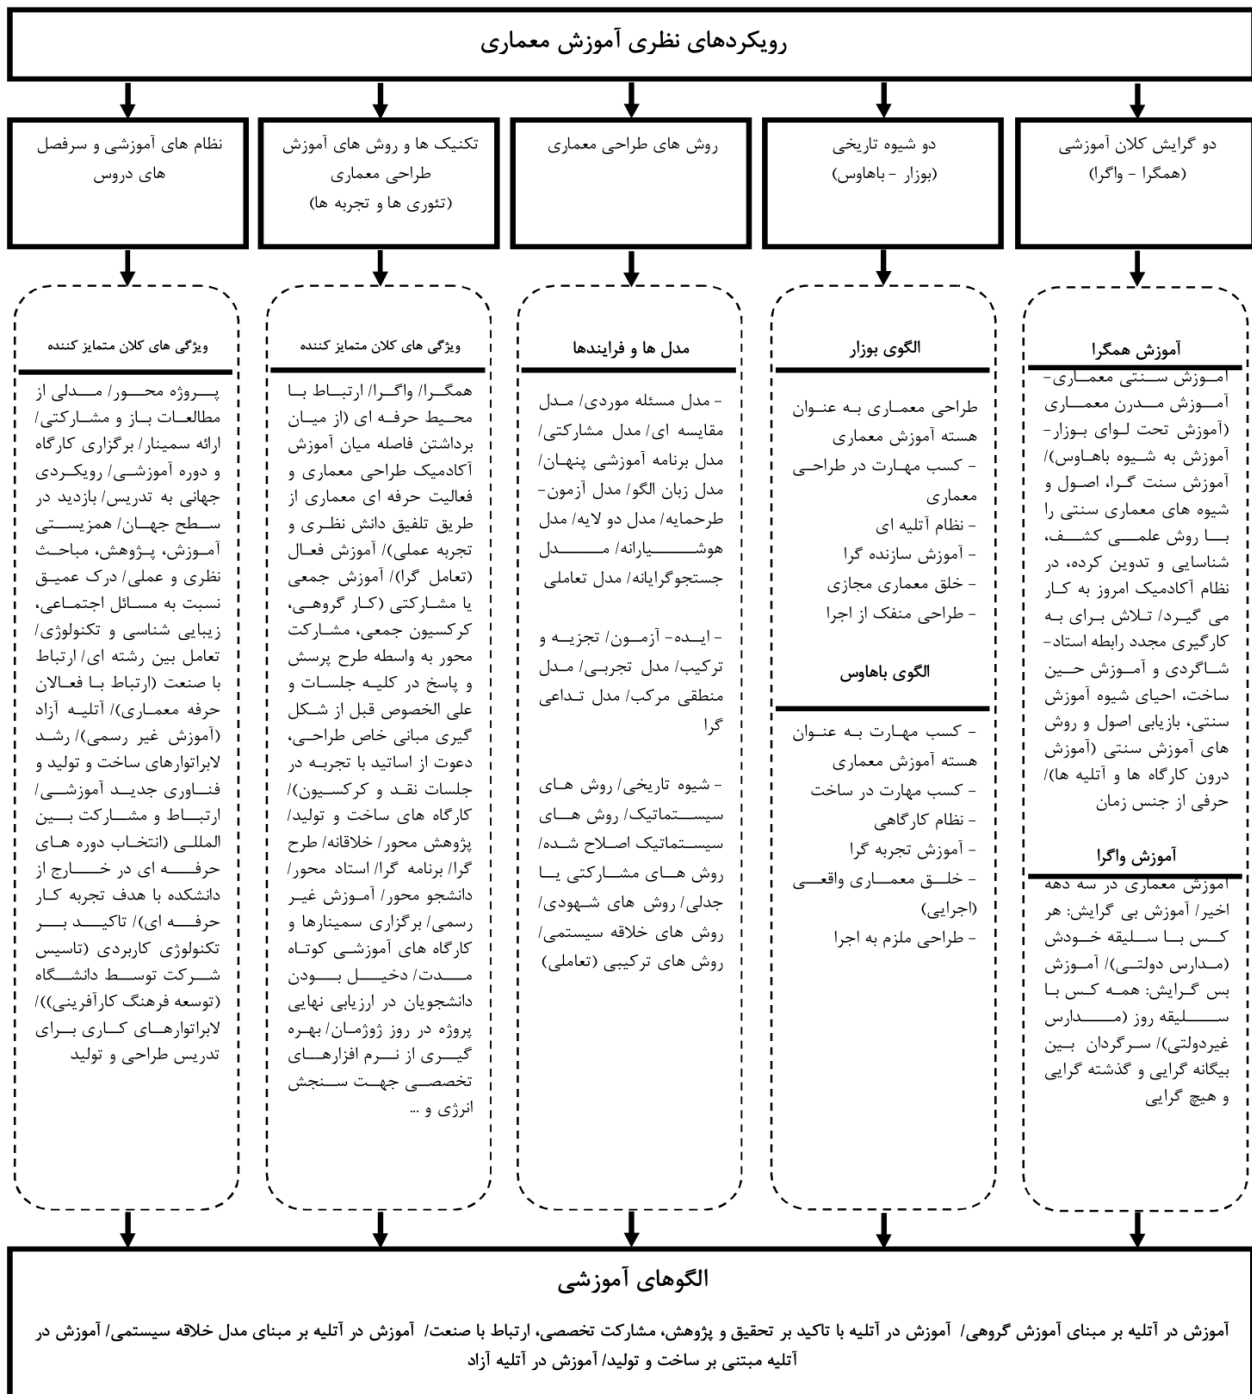 رویکردهای نظری آموزش معماری
دو گرایش کلان آموزشی
(همگرا - واگرا)
دو شیوه تاریخی
(بوزار - باهاوس)
روش های طراحی معماری
تکنیک ها و روش های آموزش
طراحی معماری
(تئوری ها و تجربه ها)
نظام های آموزشی و سرفصل
های دروس
آموزش همگرا
آموزش سنتی معماری-
آموزش مدرن معماری
(آموزش تحت لوای بوزار-
آموزش به شیوه باهاوس)/
آموزش سنت گرا، اصول و
شیوه های معماری سنتی را
با روش علمی کشف،
شناسایی و تدوین کرده، در
نظام آکادمیک امروز به کار
می گیرد/ تلاش برای به
کارگیری مجدد رابطه استاد-
شاگردی و آموزش حین
ساخت، احیای شیوه آموزش
سنتی، بازیابی اصول و روش
های آموزش سنتی (آموزش
درون کارگاه ها و آتلیه ها)/
حرفی از جنس زمان
آموزش واگرا
آموزش معماری در سه دهه
اخیر/ آموزش بی گرایش: هر
کس با سلیقه خودش
(مدارس دولتی)/ آموزش
بس گرایش: همه کس با
سلیقه روز (مدارس
غیردولتی)/ سرگردان بین
بیگانه گرایی و گذشته گرایی
و هیچ گرایی
الگوی بوزار
طراحی معماری به عنوان
هسته آموزش معماری
- کسب مهارت در طراحی
معماری
- نظام آتلیه ای
- آموزش سازنده گرا
- خلق معماری مجازی
- طراحی منفک از اجرا
الگوی باهاوس
- کسب مهارت به عنوان
هسته آموزش معماری
- کسب مهارت در ساخت
- نظام کارگاهی
- آموزش تجربه گرا
- خلق معماری واقعی
(اجرایی)
- طراحی ملزم به اجرا
مدل ها و فرایندها
- مدل مسئله موردی/ مدل
مقایسه ای/ مدل مشارکتی/
مدل برنامه آموزشی پنهان/
مدل زبان الگو/ مدل آزمون-
طرحمایه/ مدل دو لایه/ مدل
هوشیارانه/ مدل
جستجوگرایانه/ مدل تعاملی
- ایده- آزمون/ تجزیه و
ترکیب/ مدل تجربی/ مدل
منطقی مرکب/ مدل تداعی
گرا
- شیوه تاریخی/ روش های
سیستماتیک/ روش های
سیستماتیک اصلاح شده/
روش های مشارکتی یا
جدلی/ روش های شهودی/
روش های خلاقه سیستمی/
روش های ترکیبی (تعاملی)
ویژگی های کلان متمایز کننده
همگرا/ واگرا/ ارتباط با
محیط حرفه ای (از میان
برداشتن فاصله میان آموزش
آکادمیک طراحی معماری و
فعالیت حرفه ای معماری از
طریق تلفیق دانش نظری و
تجربه عملی)/ آموزش فعال
(تعامل گرا)/ آموزش جمعی
یا مشارکتی (کار گروهی،
کرکسیون جمعی، مشارکت
محور به واسطه طرح پرسش
و پاسخ در کلیه جلسات و
علی الخصوص قبل از شکل
گیری مبانی خاص طراحی،
دعوت از اساتید با تجربه در
جلسات نقد و کرکسیون)/
کارگاه های ساخت و تولید/
پژوهش محور/ خلاقانه/ طرح
گرا/ برنامه گرا/ استاد محور/
دانشجو محور/ آموزش غیر
رسمی/ برگزاری سمینارها و
کارگاه های آموزشی کوتاه
مدت/ دخیل بودن
دانشجویان در ارزیابی نهایی
پروژه در روز ژوژمان/ بهره
گیری از نرم افزارهای
تخصصی جهت سنجش
انرژی و ...
ویژگی های کلان متمایز کننده
پروژه محور/ مدلی از
مطالعات باز و مشارکتی/
ارائه سمینار/ برگزاری کارگاه
و دوره آموزشی/ رویکردی
جهانی به تدریس/ بازدید در
سطح جهان/ همزیستی
آموزش، پژوهش، مباحث
نظری و عملی/ درک عمیق
نسبت به مسائل اجتماعی،
زیبایی شناسی و تکنولوژی/
تعامل بین رشته ای/ ارتباط
با صنعت (ارتباط با فعالان
حرفه معماری)/ آتلیه آزاد
(آموزش غیر رسمی)/ رشد
لابراتوارهای ساخت و تولید و
فناوری جدید آموزشی/
ارتباط و مشارکت بین
المللی (انتخاب دوره های
حرفه ای در خارج از
دانشکده با هدف تجربه کار
حرفه ای)/ تاکید بر
تکنولوژی کاربردی (تاسیس
شرکت توسط دانشگاه
(توسعه فرهنگ کارآفرینی))/
لابراتوارهای کاری برای
تدریس طراحی و تولید
الگوهای آموزشی
آموزش در آتلیه بر مبنای آموزش گروهی/ آموزش در آتلیه با تاکید بر تحقیق و پژوهش، مشارکت تخصصی، ارتباط با صنعت/ آموزش در آتلیه بر مبنای مدل خلاقه سیستمی/ آموزش در
آتلیه مبتنی بر ساخت و تولید/ آموزش در آتلیه آزاد